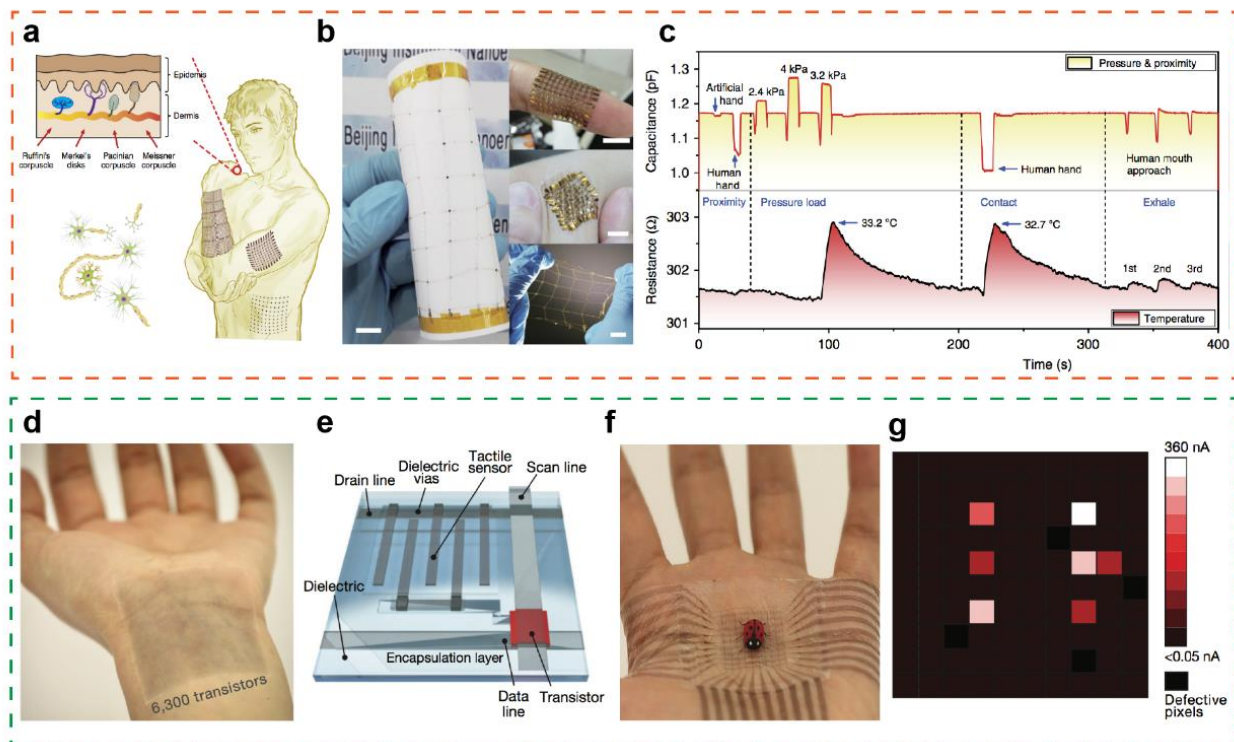 a
Epidemis
Dermis
Ruffini's
corpuscle
Merkel's
disks
Pacinian
corpuscle
Meissner
corpuscle
b
Beijing
c
Capacitance (pF)
1.3
1.2
1.1
1.0
Artificial
hand
Human
hand
2.4 kPa
4 kPa
3.2 kPa
Pressure & proximity
Human hand
Human mouth
approach
Proximity
Pressure load
Contact
Exhale
Resistance (Ω)
303
302
301
33.2 °C
32.7 °C
1st
2nd
3rd
Temperature
0
100
200
300
400
Time (s)
d
6,300 transistors
e
Drain line
Dielectric
vias
Tactile
sensor
Scan line
Dielectric
Encapsulation layer
Data
line
Transistor
f
g
360 nA
<0.05 nA
Defective
pixels